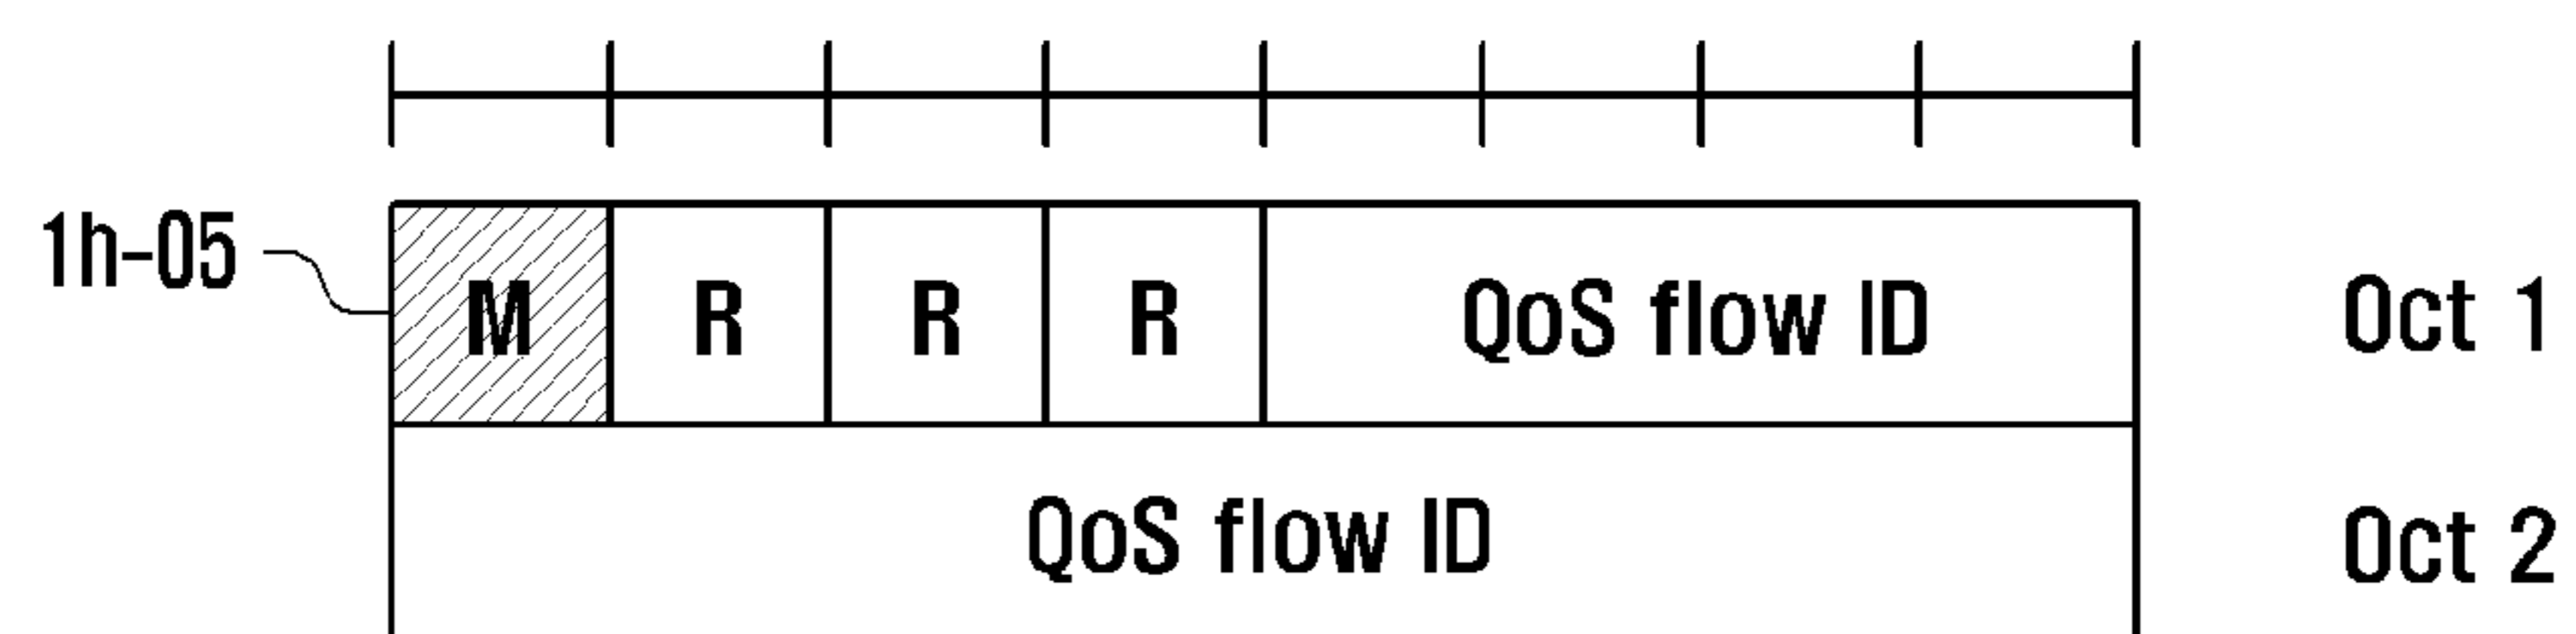 1h-05 M R R R QoS flow ID Oct 1
QoS flow ID Oct 2